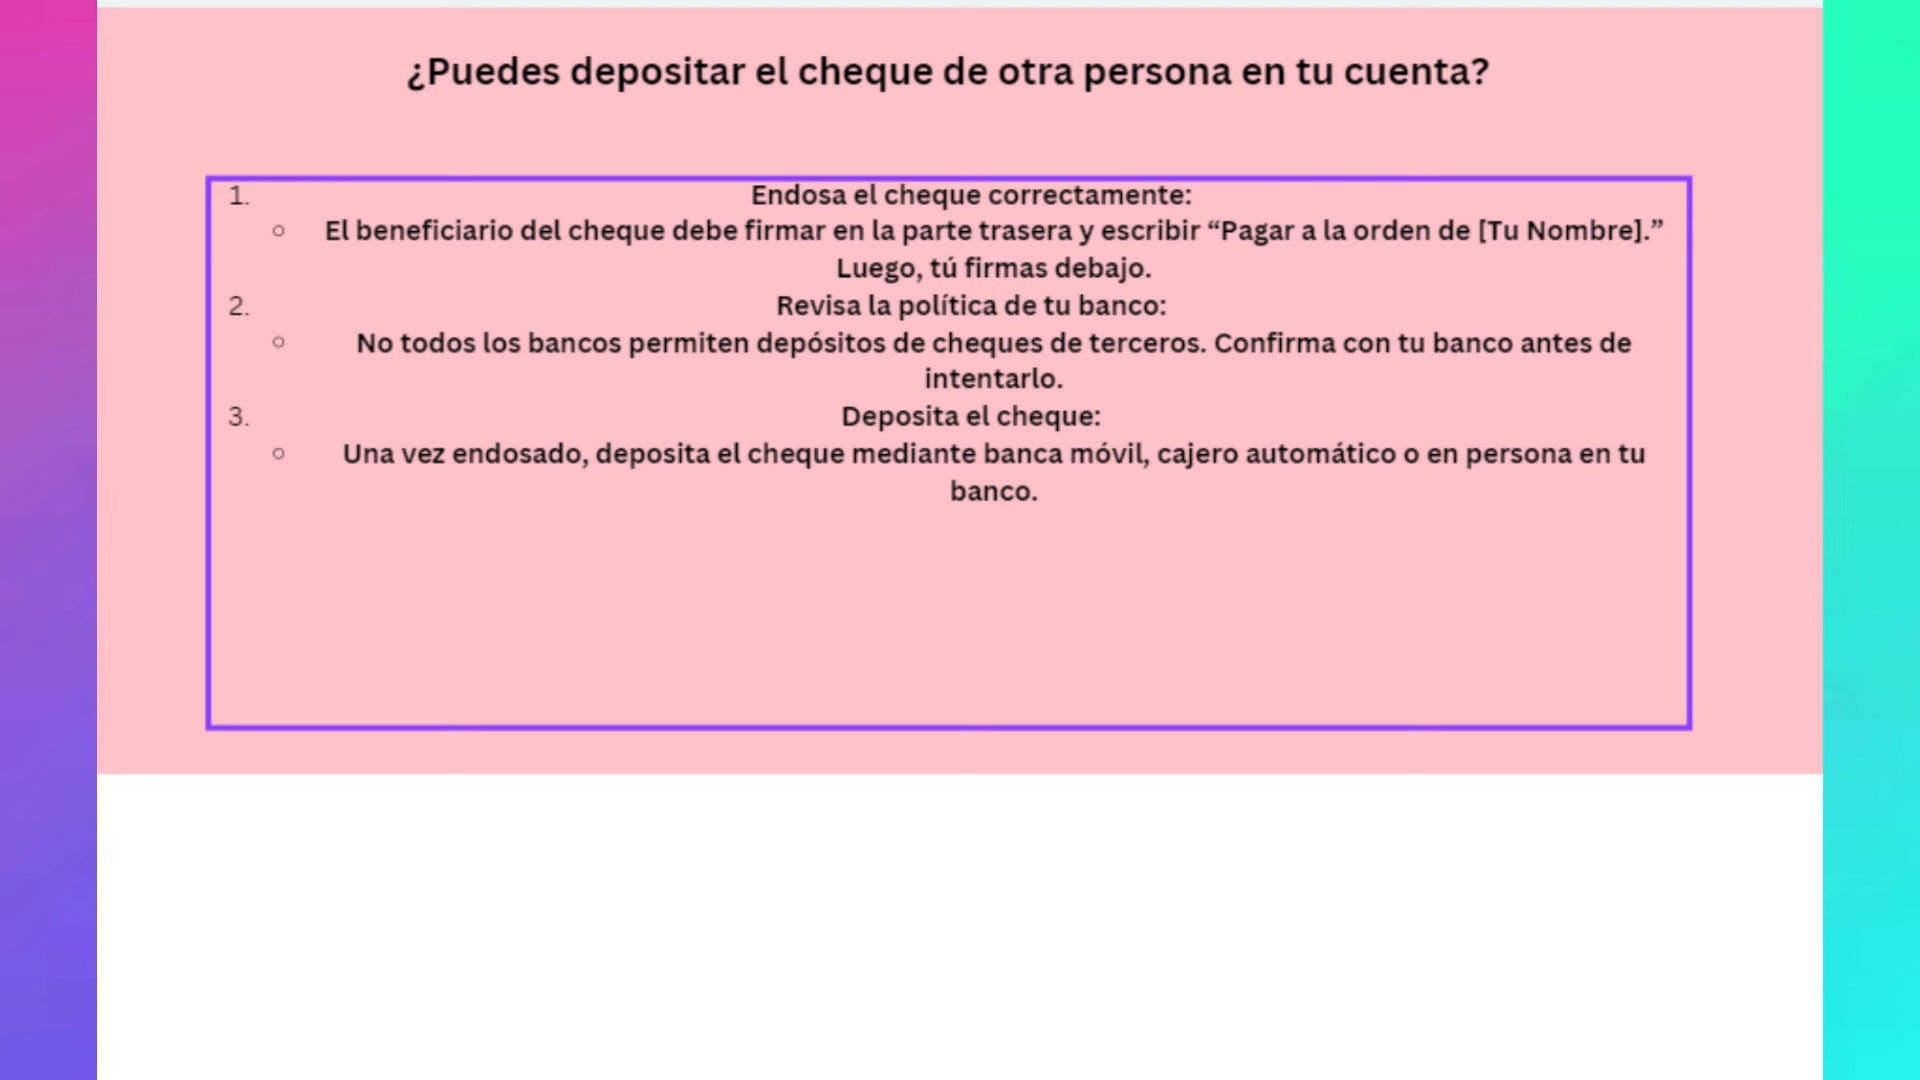 ¿Puedes depositar el cheque de otra persona en tu cuenta?
1. Endosa el cheque correctamente:
○ El beneficiario del cheque debe firmar en la parte trasera y escribir “Pagar a la orden de [Tu Nombre].”
Luego, tú firmas debajo.
2. Revisa la política de tu banco:
○ No todos los bancos permiten depósitos de cheques de terceros. Confirma con tu banco antes de
intentarlo.
3. Deposita el cheque:
○ Una vez endosado, deposita el cheque mediante banca móvil, cajero automático o en persona en tu
banco.